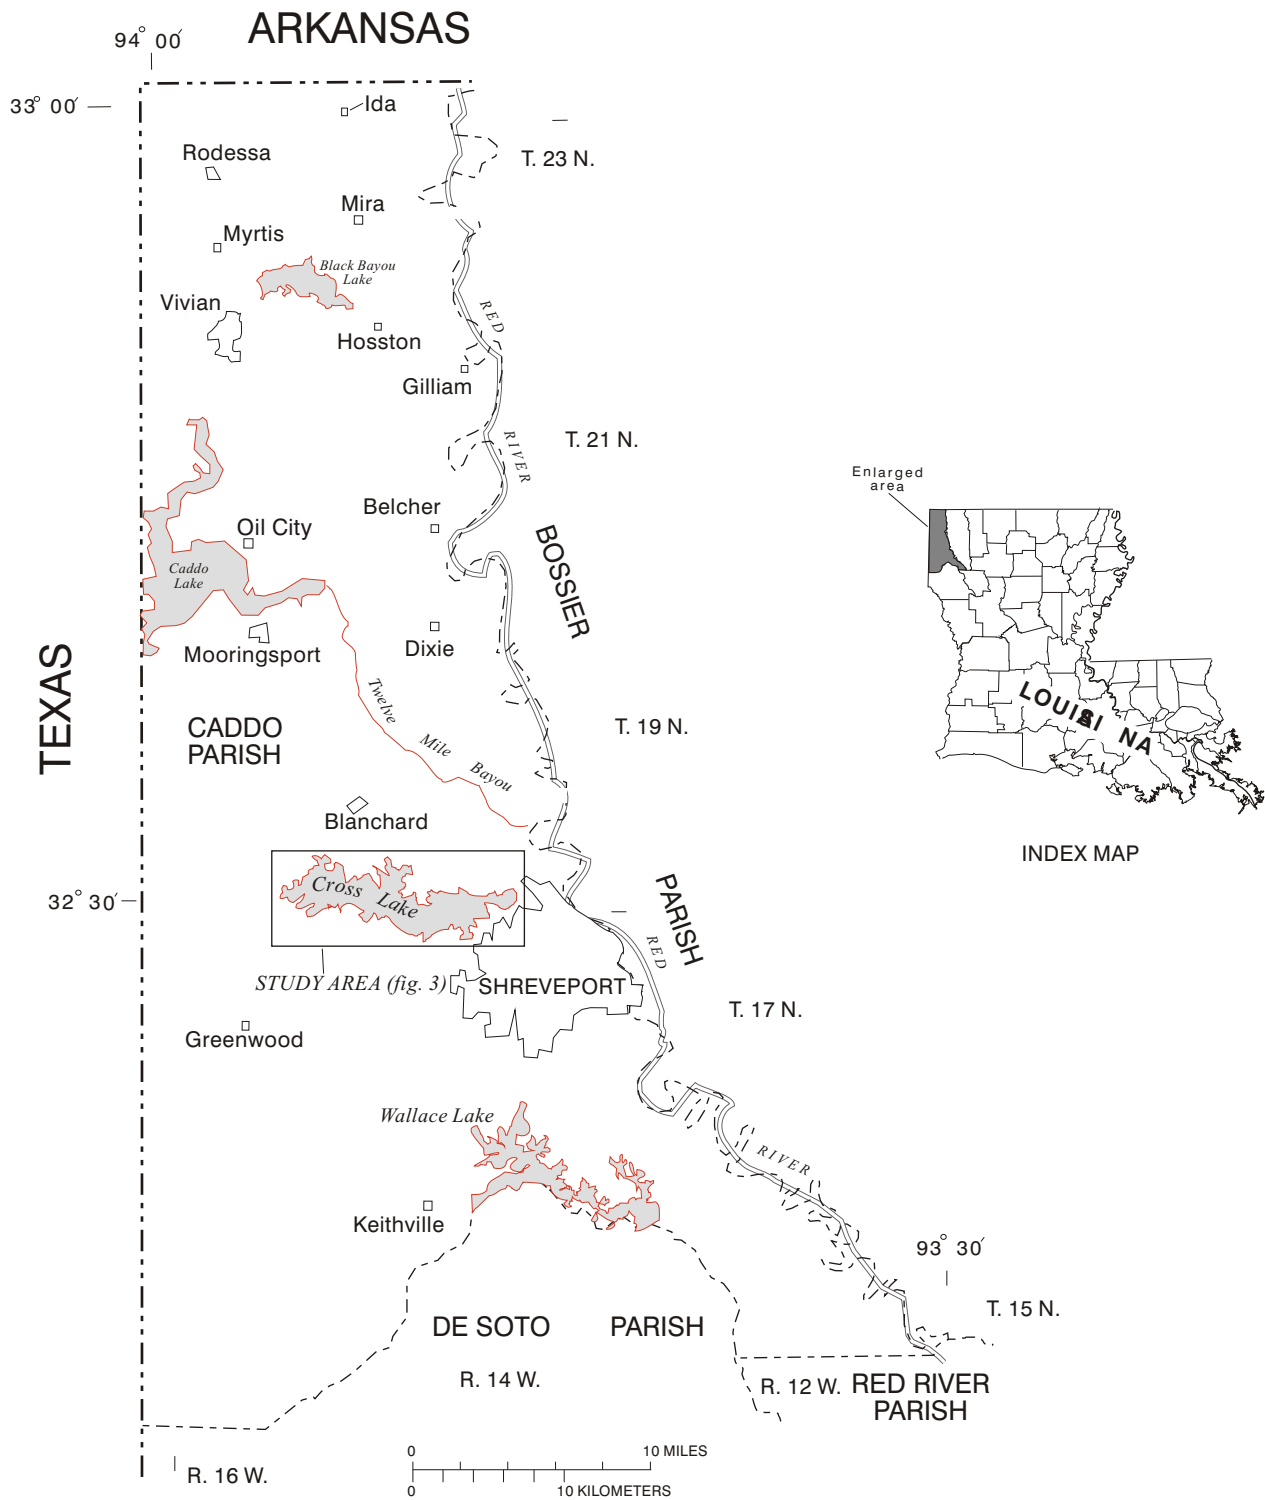 ARKANSAS
94° 00′
33° 00′
Ida
Rodessa
T. 23 N.
Mira
Myrtis
Black Bayou
Lake
Vivian
RED
Hosston
Gilliam
T. 21 N.
RIVER
Enlarged
area
Belcher
Oil City
BOSSIER
Caddo
Lake
Dixie
Mooringsport
TEXAS
Twelve
LOUISIANA
CADDO
PARISH
T. 19 N.
Mile
Bayou
Blanchard
INDEX MAP
Cross
Lake
32° 30′
PARISH
RED
STUDY AREA (fig. 3)
SHREVEPORT
T. 17 N.
Greenwood
Wallace Lake
RIVER
Keithville
93° 30′
T. 15 N.
DE SOTO PARISH
R. 14 W.
R. 12 W.
RED RIVER
PARISH
0 10 MILES
R. 16 W.
0 10 KILOMETERS